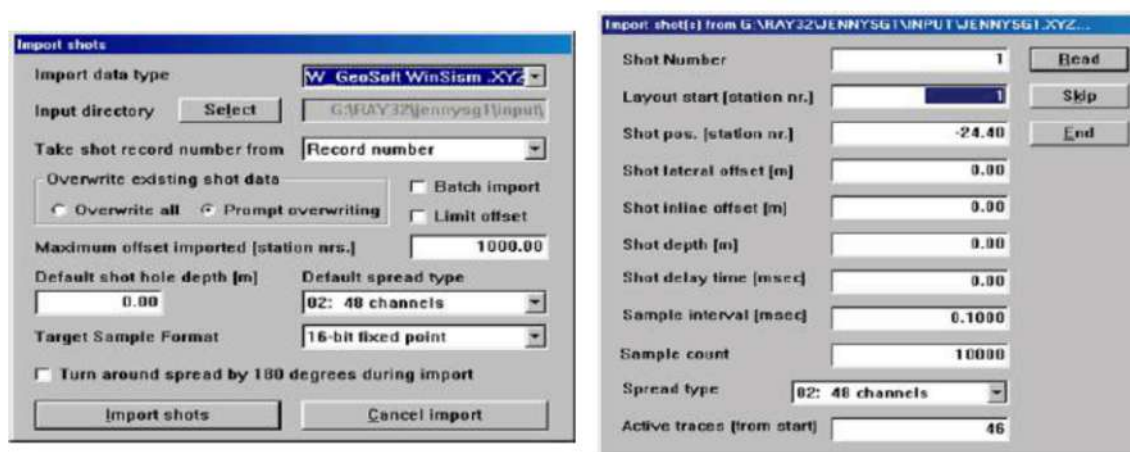 Import shots
Import data type W_GeoSoft WinSism .XYZ
Input directory Select G:\RAY32\jennysg1\input\
Take shot record number from Record number
Overwrite existing shot data
Overwrite all Prompt overwriting
Batch import
Limit offset
Maximum offset imported [station nrs.] 1000.00
Default shot hole depth [m] Default spread type
0.00 02: 48 channels
Target Sample Format 16-bit fixed point
Turn around spread by 180 degrees during import
Import shots Cancel import
Import shot(s) from G:\RAY32\JENNYSG1\INPUT\JENNYSG1.XYZ...
Shot Number 1 Read
Layout start [station nr.] 1 Skip
Shot pos. [station nr.] -24.40 End
Shot lateral offset [m] 0.00
Shot inline offset [m] 0.00
Shot depth [m] 0.00
Shot delay time [msec] 0.00
Sample interval [msec] 0.1000
Sample count 10000
Spread type 02: 48 channels
Active traces (from start) 46